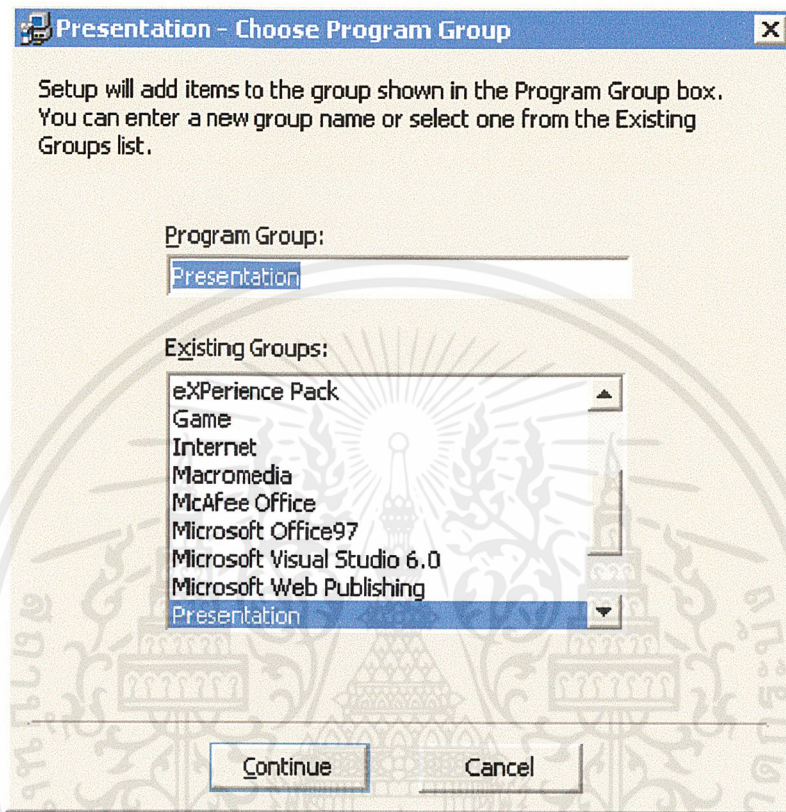 Presentation - Choose Program Group
Setup will add items to the group shown in the Program Group box.
You can enter a new group name or select one from the Existing
Groups list.
Program Group:
Presentation
Existing Groups:
eXPerience Pack
Game
Internet
Macromedia
McAfee Office
Microsoft Office97
Microsoft Visual Studio 6.0
Microsoft Web Publishing
Presentation
Continue
Cancel